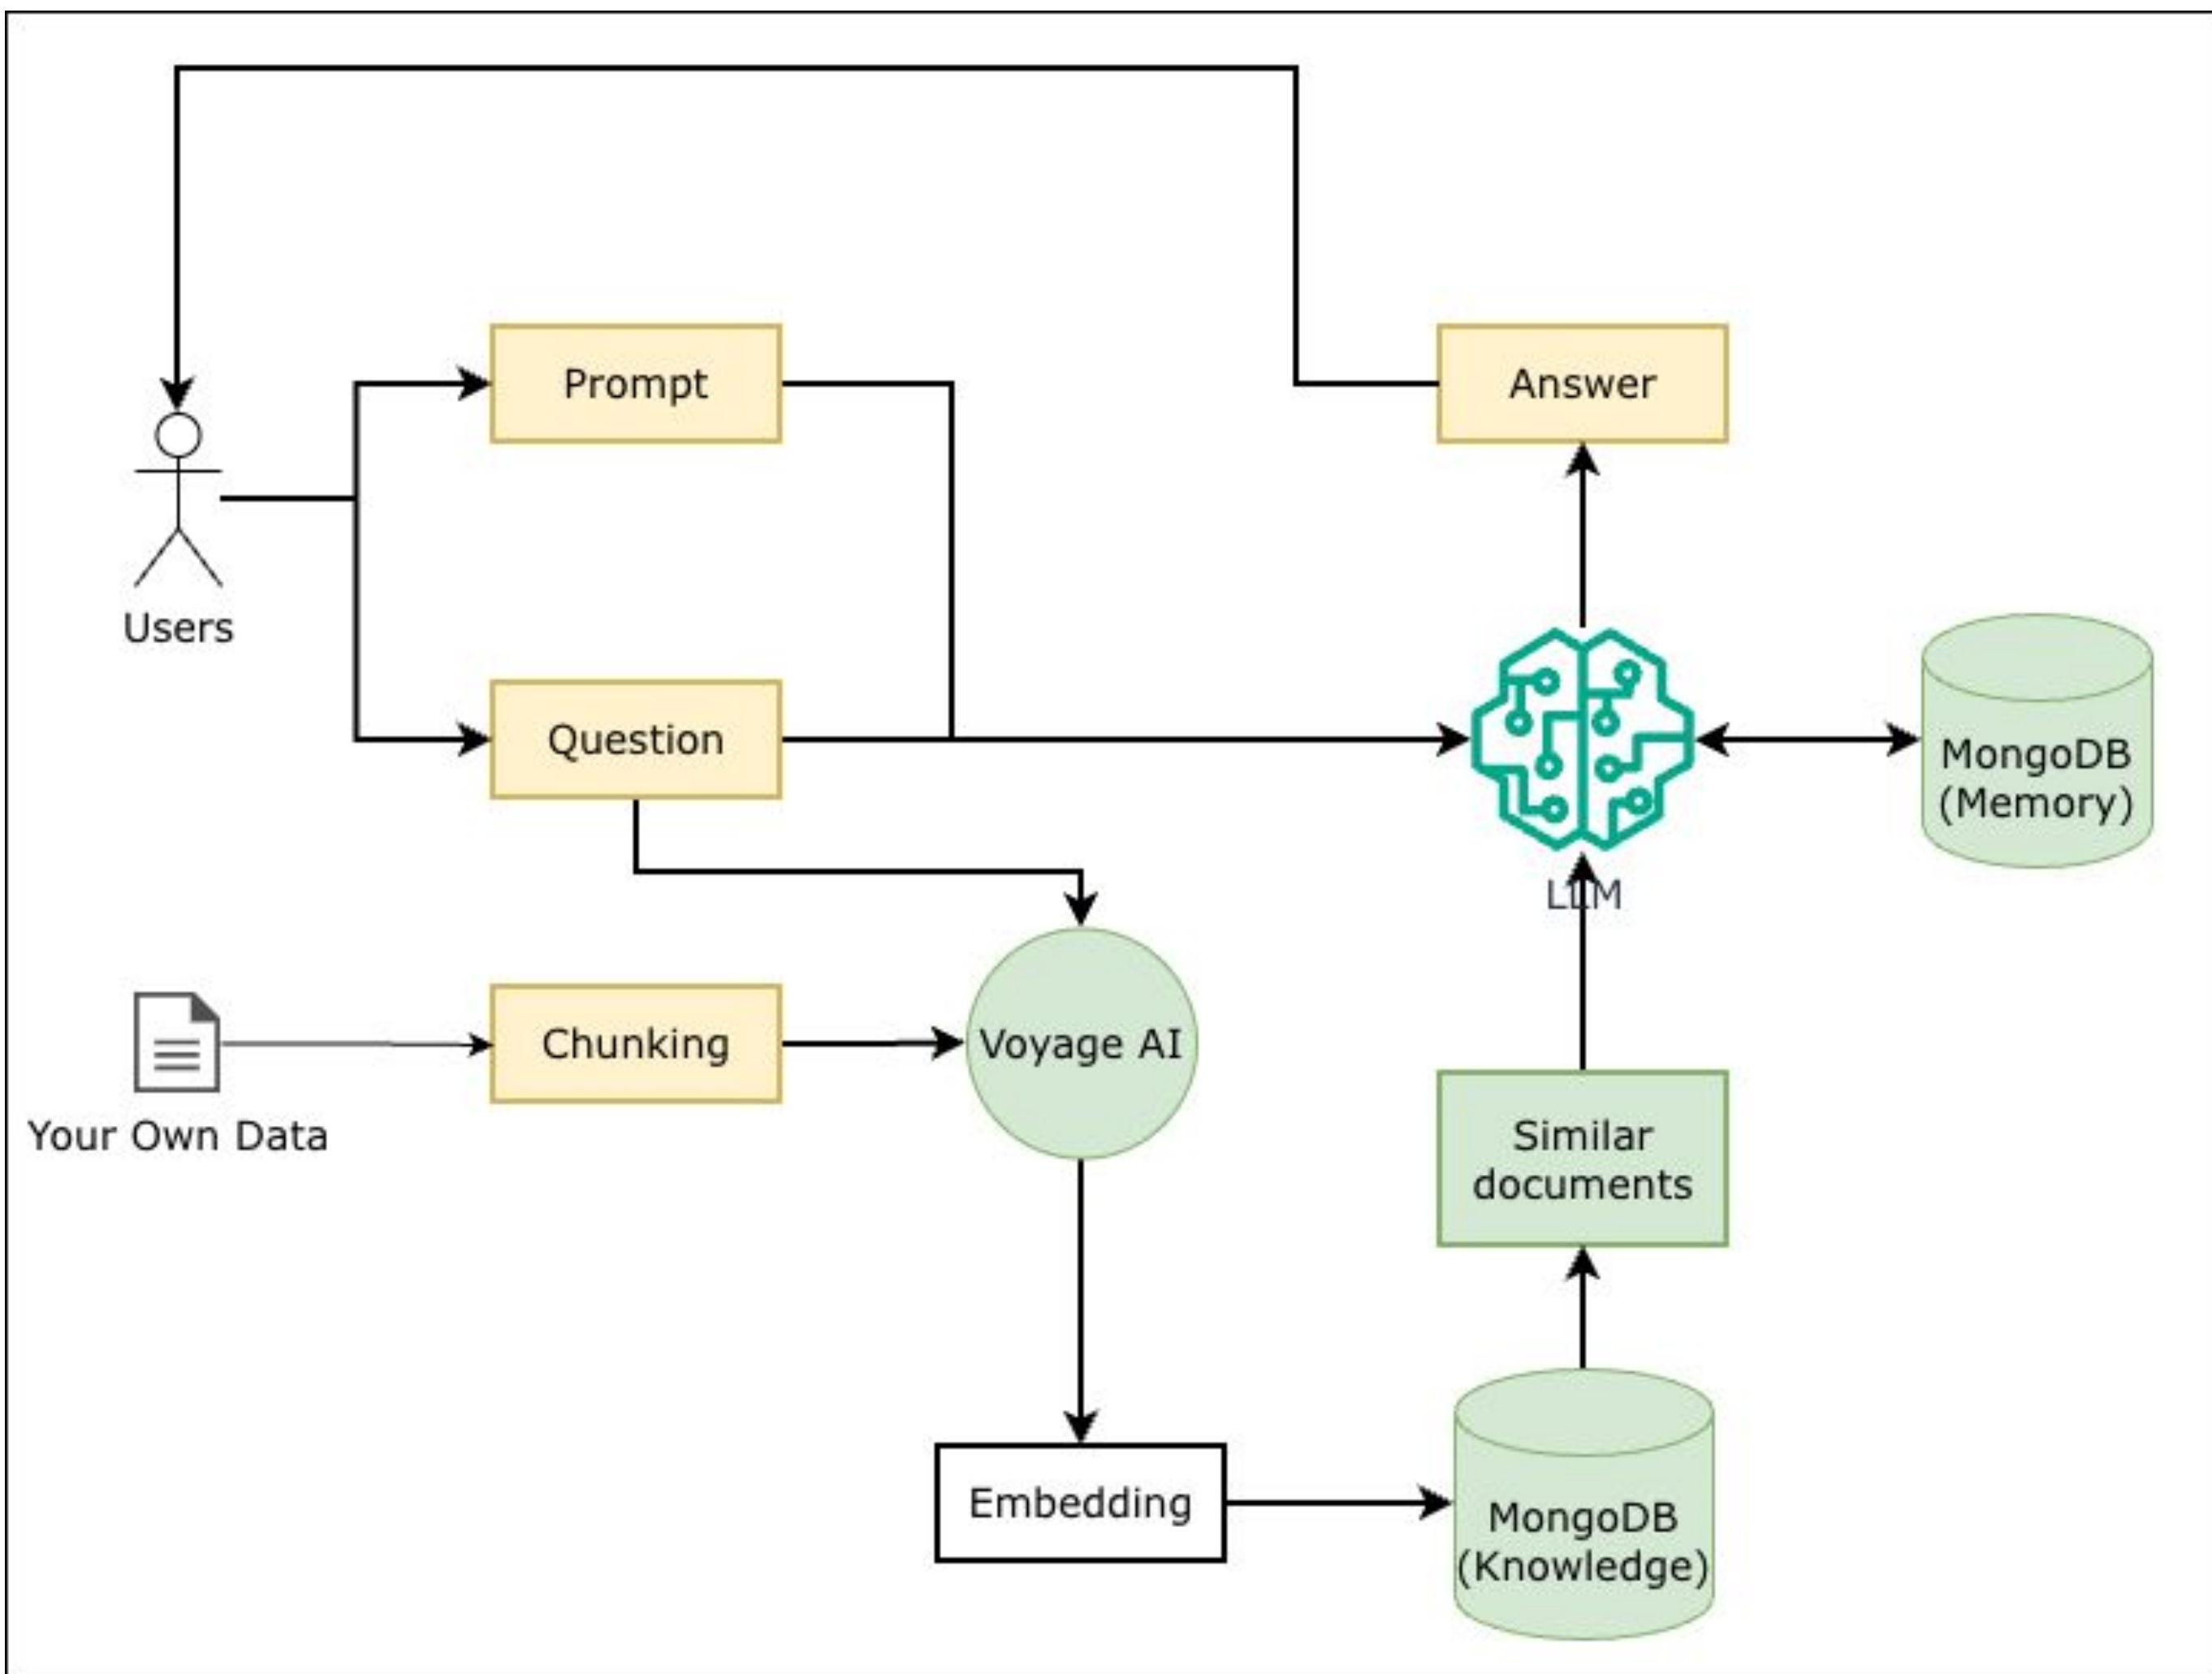 Prompt
Answer
Users
Question
MongoDB
(Memory)
LLM
Chunking
Voyage AI
Your Own Data
Similar
documents
Embedding
MongoDB
(Knowledge)